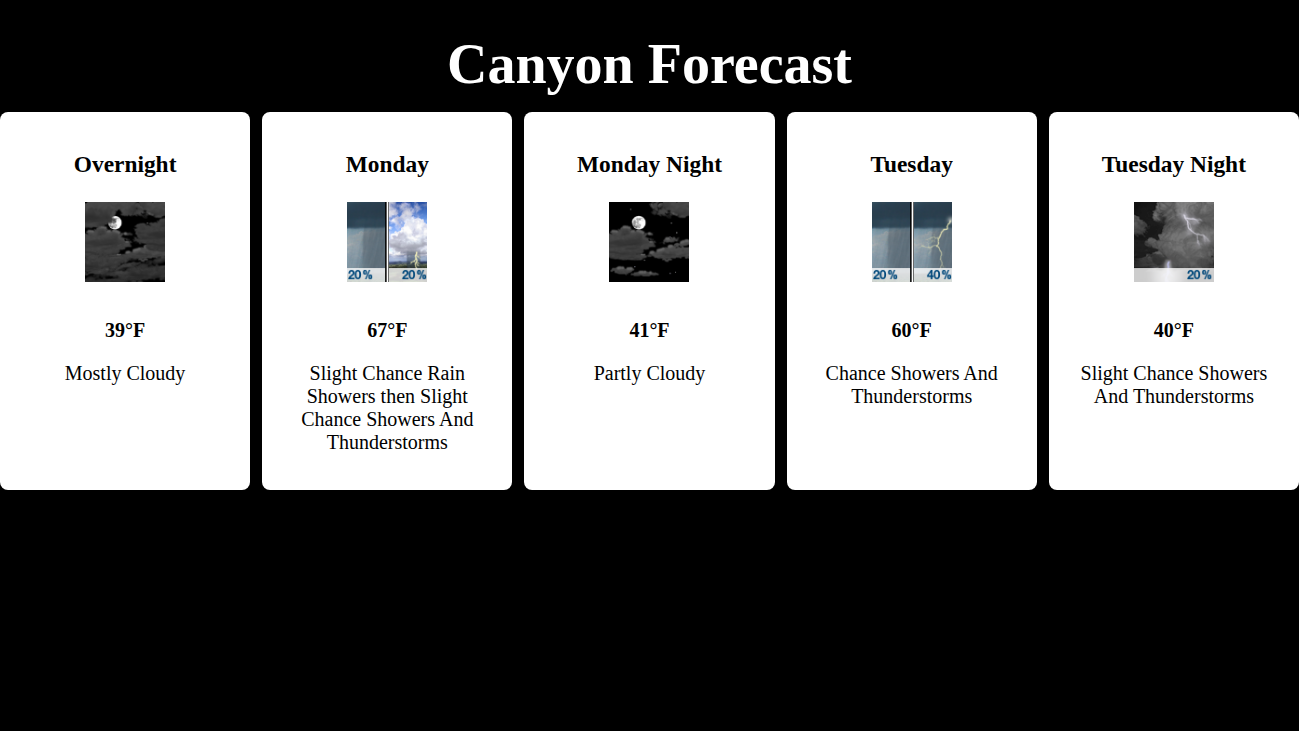 Canyon Forecast
Overnight
39°F
Mostly Cloudy
Monday
20%
20%
67°F
Slight Chance Rain
Showers then Slight
Chance Showers And
Thunderstorms
Monday Night
41°F
Partly Cloudy
Tuesday
20%
40%
60°F
Chance Showers And
Thunderstorms
Tuesday Night
20%
40°F
Slight Chance Showers
And Thunderstorms